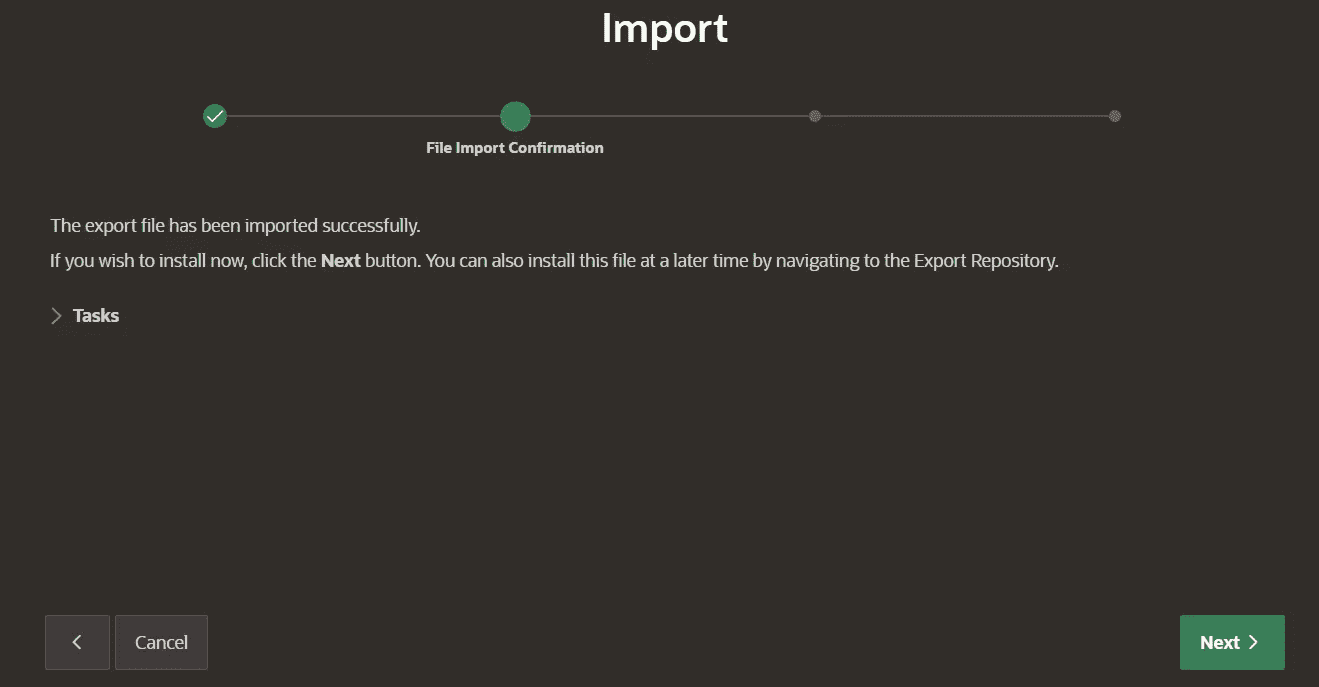 Import
File Import Confirmation
The export file has been imported successfully.
If you wish to install now, click the Next button. You can also install this file at a later time by navigating to the Export Repository.
Tasks
Cancel
Next